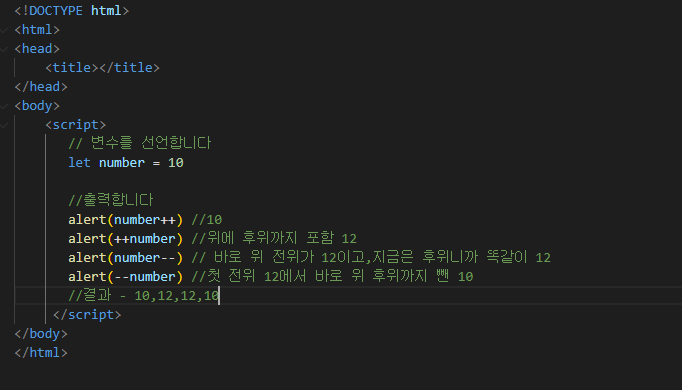 <!DOCTYPE html>
<html>
<head>
<title></title>
</head>
<body>
<script>
// 변수를 선언합니다
let number = 10
//출력합니다
alert(number++) //10
alert(++number) //위에 후위까지 포함 12
alert(number--) // 바로 위 전위가 12이고,지금은 후위니까 똑같이 12
alert(--number) //첫 전위 12에서 바로 위 후위까지 뺀 10
//결과 - 10,12,12,10
</script>
</body>
</html>